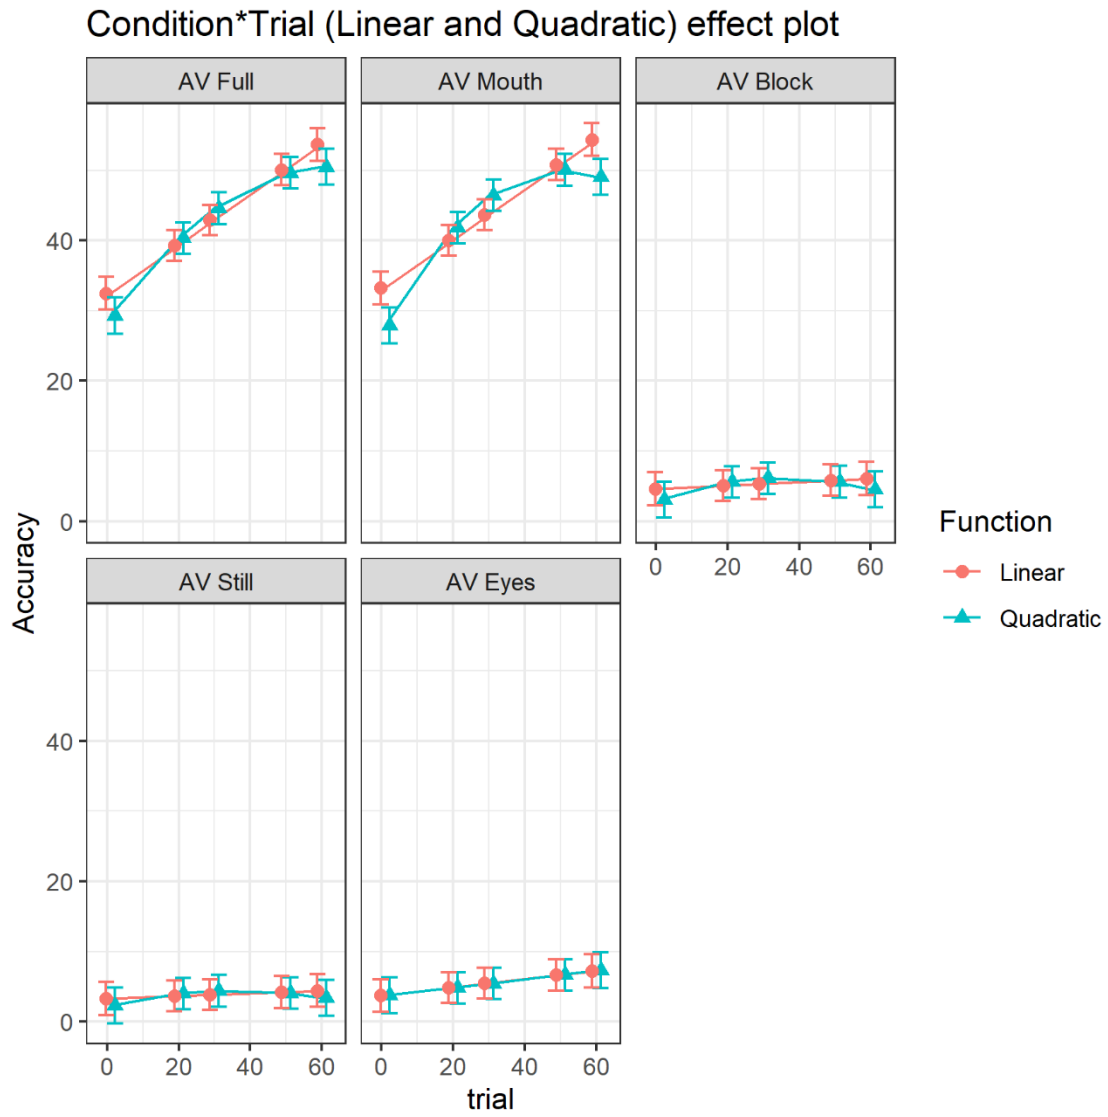 Condition*Trial (Linear and Quadratic) effect plot
AV Full
AV Mouth
AV Block
40
20
0
0 20 40 60
AV Still
AV Eyes
40
20
0
0 20 40 60
0 20 40 60
Accuracy
trial
Function
Linear
Quadratic